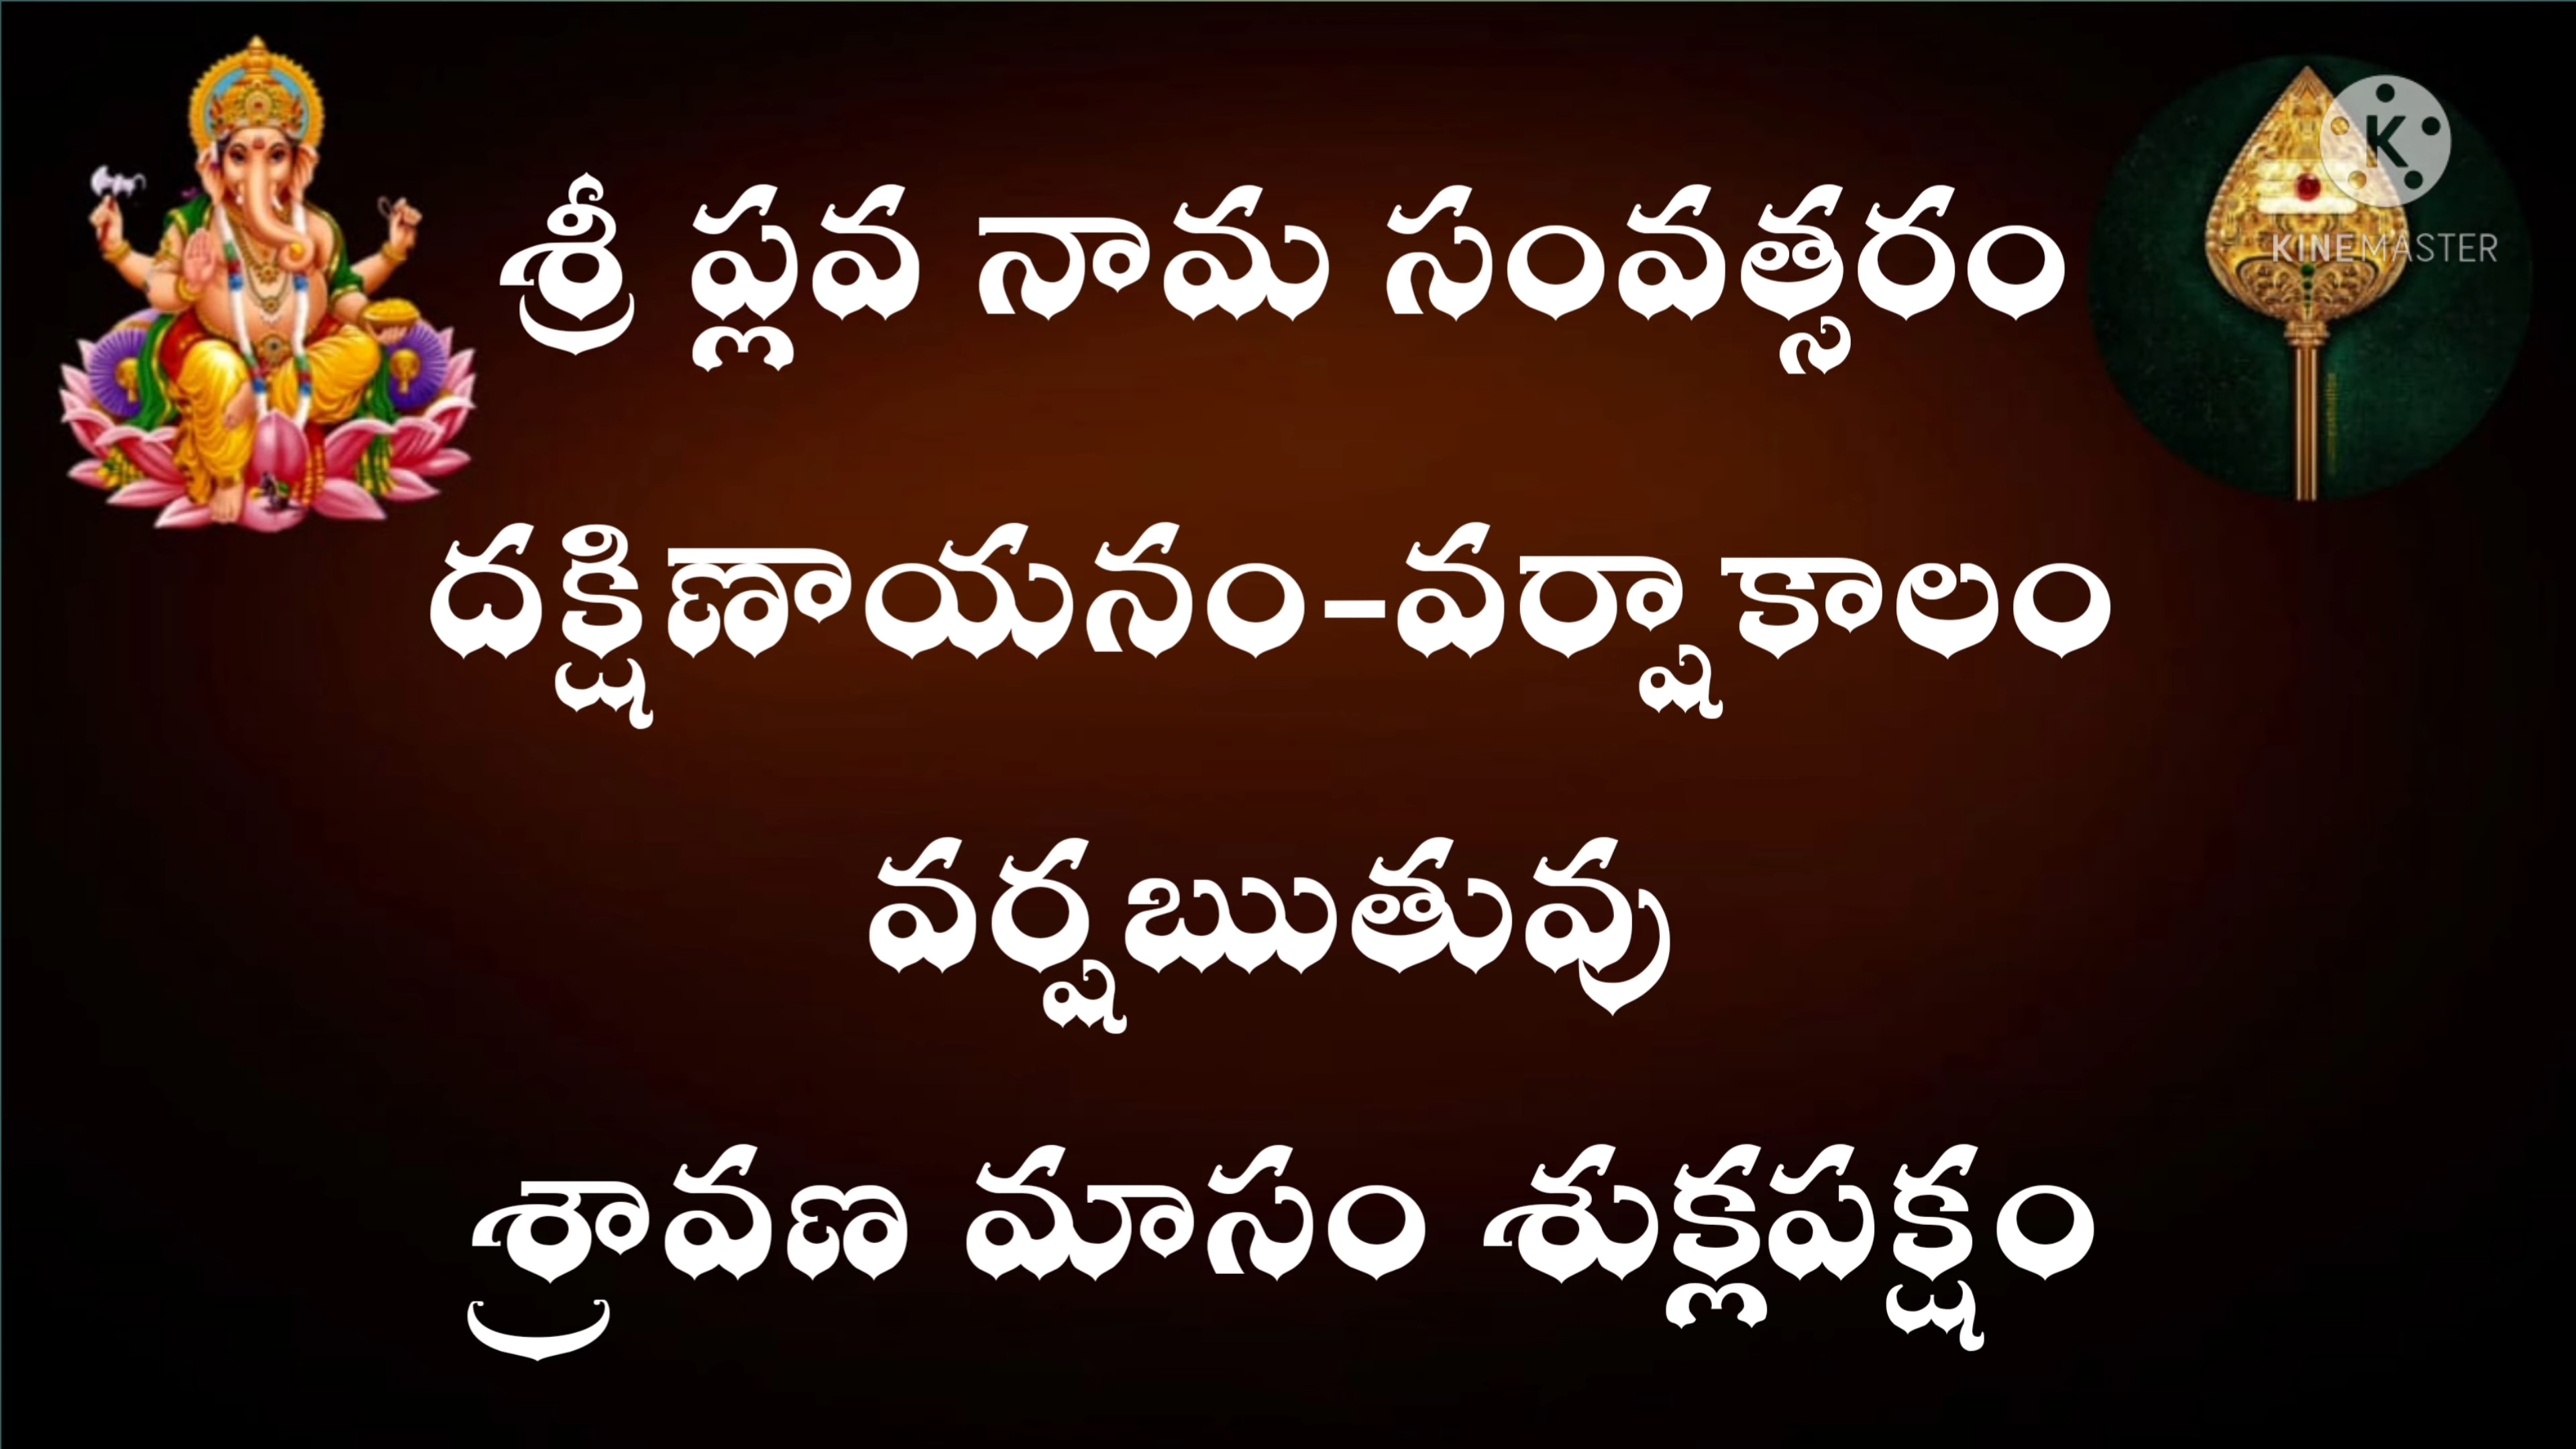 శ్రీ ప్లవ నామ సంవత్సరం
KINEMASTER
దక్షిణాయనం-వర్షాకాలం
వర్షఋతువు
శ్రావణ మాసం శుక్లపక్షం